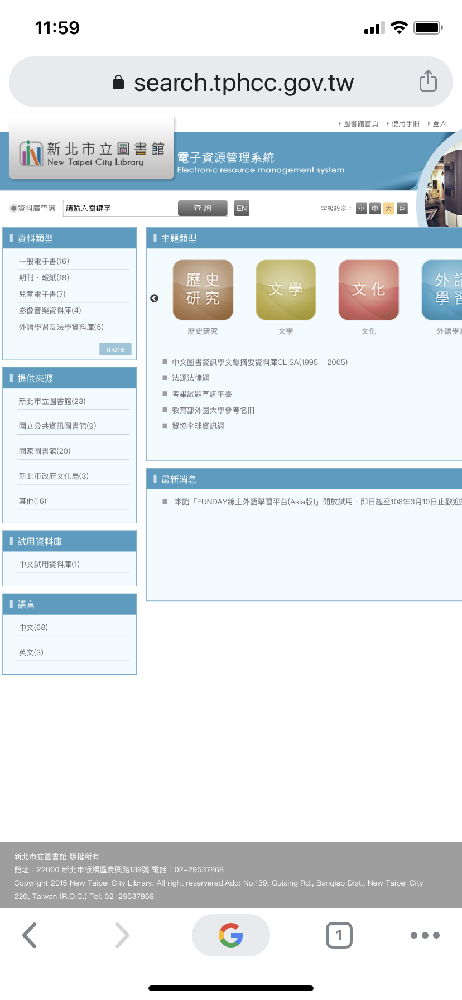 11:59
search.tphcc.gov.tw
圖書館首頁 使用手冊 登入
新北市立圖書館
New Taipei City Library
電子資源管理系統
Electronic resource management system
資料庫查詢 請輸入關鍵字 查 詢 EN 字級設定： 小 中 大 巨
資料類型
一般電子書(16)
期刊‧報紙(18)
兒童電子書(7)
影像音樂資料庫(4)
外語學習及法學資料庫(5)
more
提供來源
新北市立圖書館(23)
國立公共資訊圖書館(9)
國家圖書館(20)
新北市政府文化局(3)
其他(16)
試用資料庫
中文試用資料庫(1)
語言
中文(68)
英文(3)
主題類型
歷史
研究
文學
文化
外語
學習
歷史研究 文學 文化 外語學習
中文圖書資訊學文獻摘要資料庫CLISA(1995--2005)
法源法律網
考畢試題查詢平臺
教育部外國大學參考名冊
貿協全球資訊網
最新消息
本館「FUNDAY線上外語學習平台(Asia版)」開放試用，即日起至108年3月10日止歡迎
新北市立圖書館 版權所有
館址：22060 新北市板橋區貴興路139號 電話：02-29537868
Copyright 2015 New Taipei City Library. All right reservered.Add: No.139, Guixing Rd., Banqiao Dist., New Taipei City
220, Taiwan (R.O.C.) Tel: 02-29537868
1